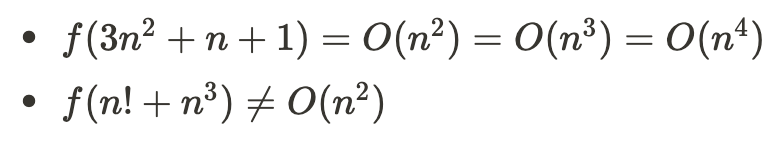 • f(3n² + n + 1) = O(n²) = O(n³) = O(n⁴)
• f(n! + n³) ≠ O(n²)